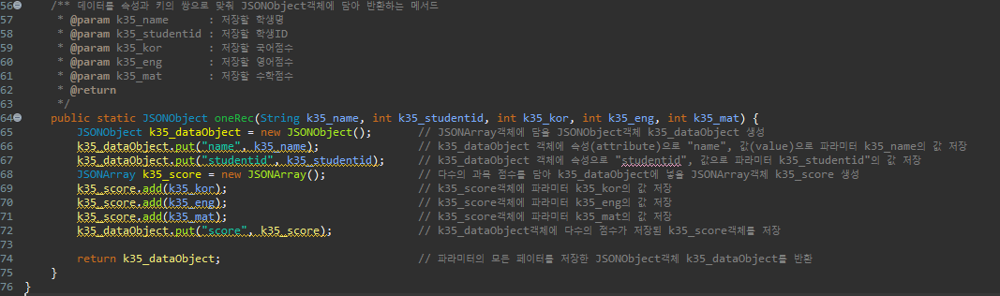 56 /** 데이터를 속성과 키의 쌍으로 맞춰 JSONObject객체에 담아 반환하는 메서드
57 * @param k35_name : 저장할 학생명
58 * @param k35_studentid : 저장할 학생ID
59 * @param k35_kor : 저장할 국어점수
60 * @param k35_eng : 저장할 영어점수
61 * @param k35_mat : 저장할 수학점수
62 * @return
63 */
64 public static JSONObject oneRec(String k35_name, int k35_studentid, int k35_kor, int k35_eng, int k35_mat) {
65 JSONObject k35_dataObject = new JSONObject(); // JSONArray객체에 담을 JSONObject객체 k35_dataObject 생성
66 k35_dataObject.put("name", k35_name); // k35_dataObject 객체에 속성(attribute)으로 "name", 값(value)으로 파라미터 k35_name의 값 저장
67 k35_dataObject.put("studentid", k35_studentid); // k35_dataObject 객체에 속성으로 "studentid", 값으로 파라미터 k35_studentid"의 값 저장
68 JSONArray k35_score = new JSONArray(); // 다수의 과목 점수를 담아 k35_dataObject에 넣을 JSONArray객체 k35_score 생성
69 k35_score.add(k35_kor); // k35_score객체에 파라미터 k35_kor의 값 저장
70 k35_score.add(k35_eng); // k35_score객체에 파라미터 k35_eng의 값 저장
71 k35_score.add(k35_mat); // k35_score객체에 파라미터 k35_mat의 값 저장
72 k35_dataObject.put("score", k35_score); // k35_dataObject객체에 다수의 점수가 저장된 k35_score객체를 저장
73
74 return k35_dataObject; // 파라미터의 모든 페이터를 저장한 JSONObject객체 k35_dataObject를 반환
75 }
76 }